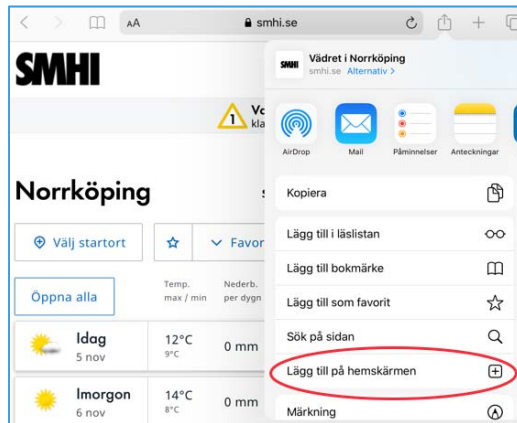 AA
smhi.se
SMHI
1
Norrköping
Välj startort
Favor
Öppna alla
Temp.
max / min
Nederb.
per dygn
Idag
5 nov
12°C
9°C
0 mm
Imorgon
6 nov
14°C
8°C
0 mm
SMHI
Vädret i Norrköping
smhi.se Alternativ >
AirDrop
Mail
Påminnelser
Anteckningar
Kopiera
Lägg till i läslistan
Lägg till bokmärke
Lägg till som favorit
Sök på sidan
Lägg till på hemskärmen
Märkning